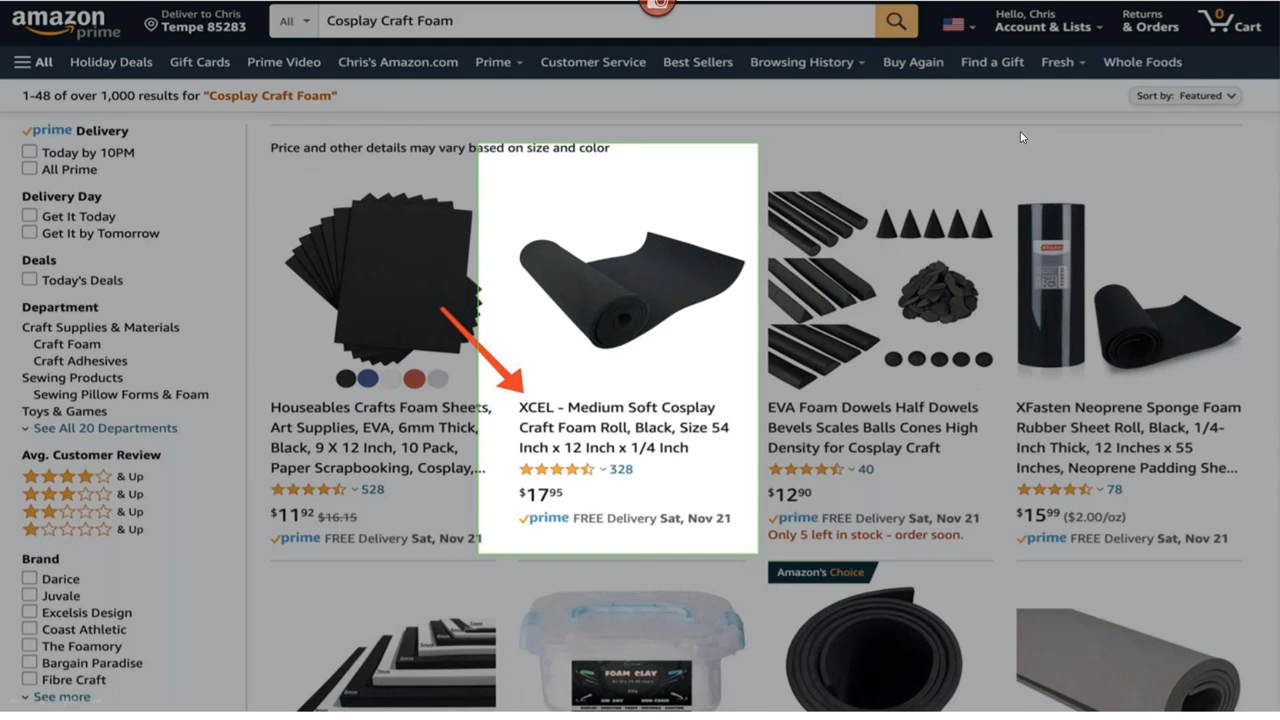 amazon
prime
Deliver to Chris
Tempe 85283
All
Cosplay Craft Foam
Hello, Chris
Account & Lists
Returns
& Orders
0
Cart
All
Holiday Deals
Gift Cards
Prime Video
Chris's Amazon.com
Prime
Customer Service
Best Sellers
Browsing History
Buy Again
Find a Gift
Fresh
Whole Foods
1-48 of over 1,000 results for "Cosplay Craft Foam"
Sort by: Featured
prime Delivery
Today by 10PM
All Prime
Delivery Day
Get It Today
Get It by Tomorrow
Deals
Today's Deals
Department
Craft Supplies & Materials
Craft Foam
Craft Adhesives
Sewing Products
Sewing Pillow Forms & Foam
Toys & Games
See All 20 Departments
Avg. Customer Review
& Up
& Up
& Up
& Up
Brand
Darice
Juvale
Excelsis Design
Coast Athletic
The Foamory
Bargain Paradise
Fibre Craft
See more
Price and other details may vary based on size and color
Houseables Crafts Foam Sheets,
Art Supplies, EVA, 6mm Thick,
Black, 9 X 12 Inch, 10 Pack,
Paper Scrapbooking, Cosplay,...
528
$1192 $16.15
prime FREE Delivery Sat, Nov 21
XCEL - Medium Soft Cosplay
Craft Foam Roll, Black, Size 54
Inch x 12 Inch x 1/4 Inch
328
$1795
prime FREE Delivery Sat, Nov 21
EVA Foam Dowels Half Dowels
Bevels Scales Balls Cones High
Density for Cosplay Craft
40
$1290
prime FREE Delivery Sat, Nov 21
Only 5 left in stock - order soon.
XFasten Neoprene Sponge Foam
Rubber Sheet Roll, Black, 1/4-
Inch Thick, 12 Inches x 55
Inches, Neoprene Padding She...
78
$1599 ($2.00/oz)
prime FREE Delivery Sat, Nov 21
Amazon's Choice
FOAM CLAY